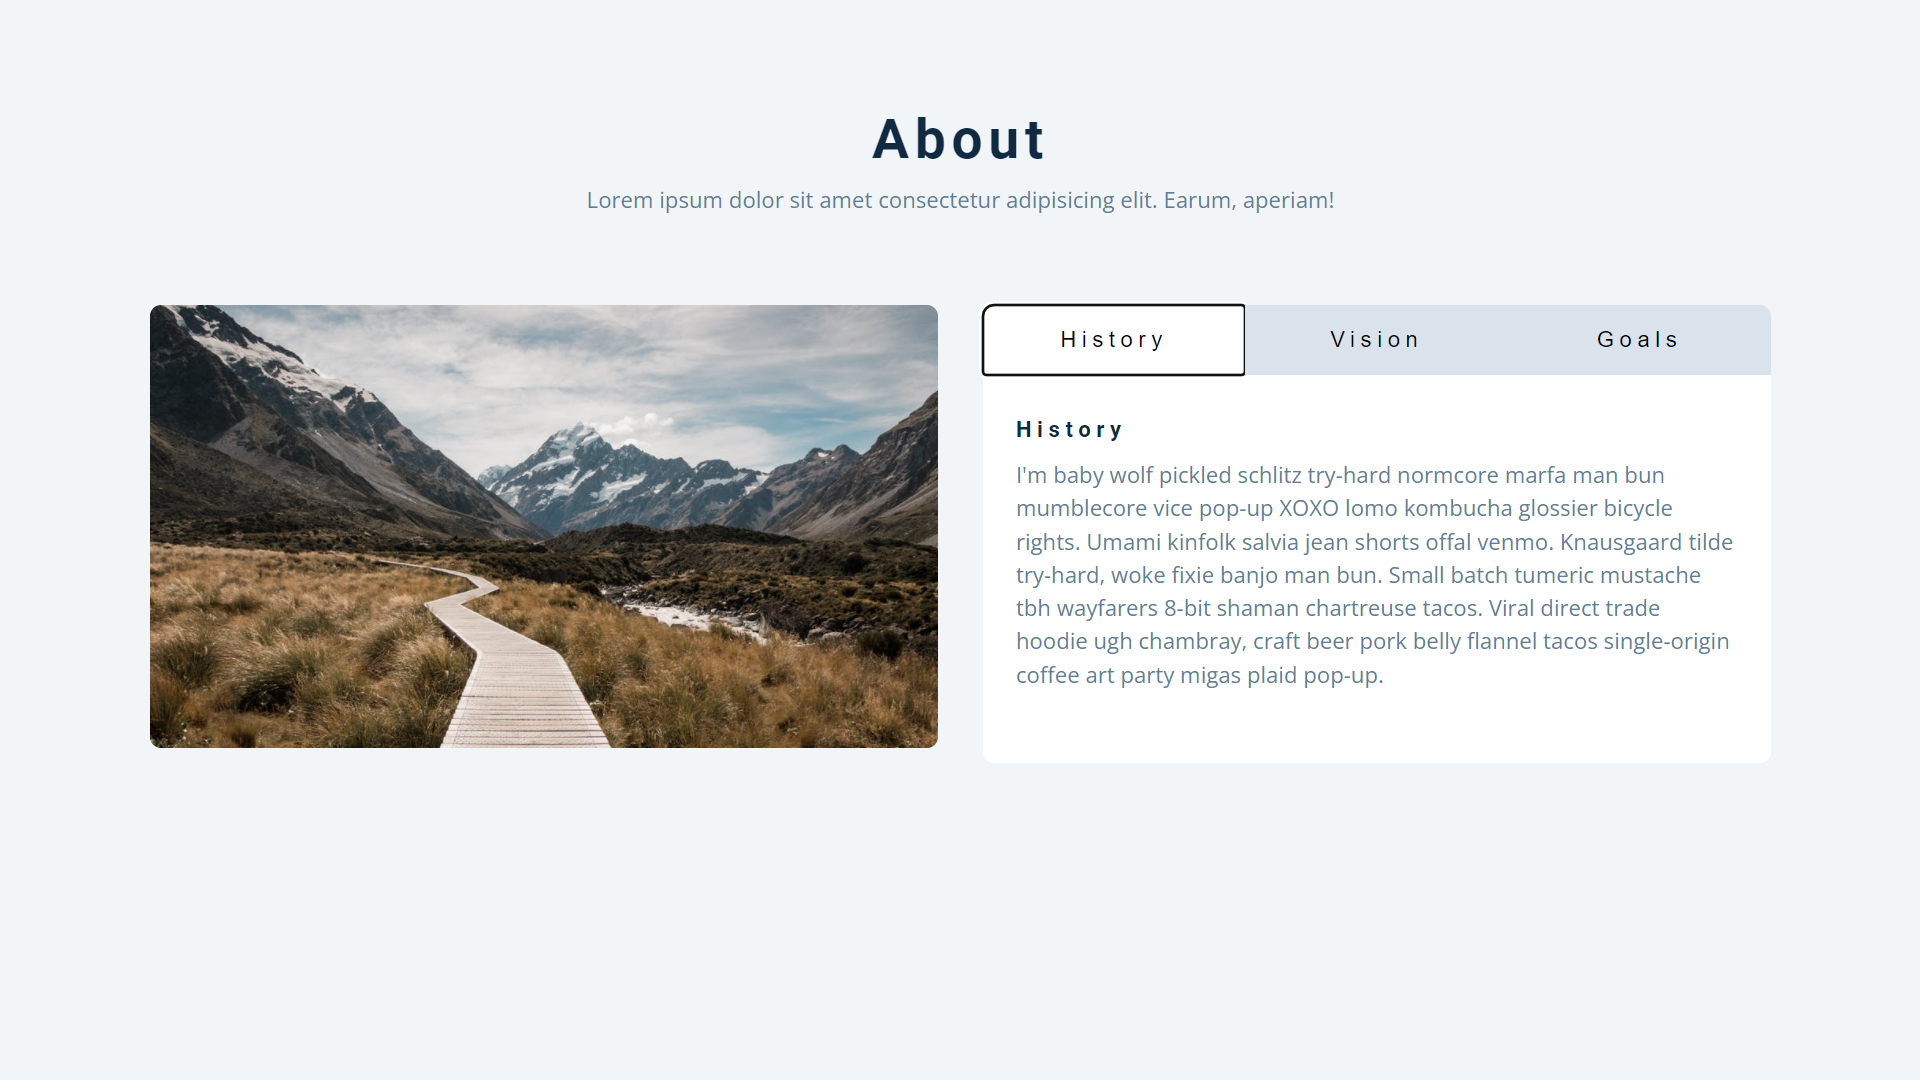 About
Lorem ipsum dolor sit amet consectetur adipisicing elit. Earum, aperiam!
History
Vision
Goals
History
I'm baby wolf pickled schlitz try-hard normcore marfa man bun
mumblecore vice pop-up XOXO lomo kombucha glossier bicycle
rights. Umami kinfolk salvia jean shorts offal venmo. Knausgaard tilde
try-hard, woke fixie banjo man bun. Small batch tumeric mustache
tbh wayfarers 8-bit shaman chartreuse tacos. Viral direct trade
hoodie ugh chambray, craft beer pork belly flannel tacos single-origin
coffee art party migas plaid pop-up.